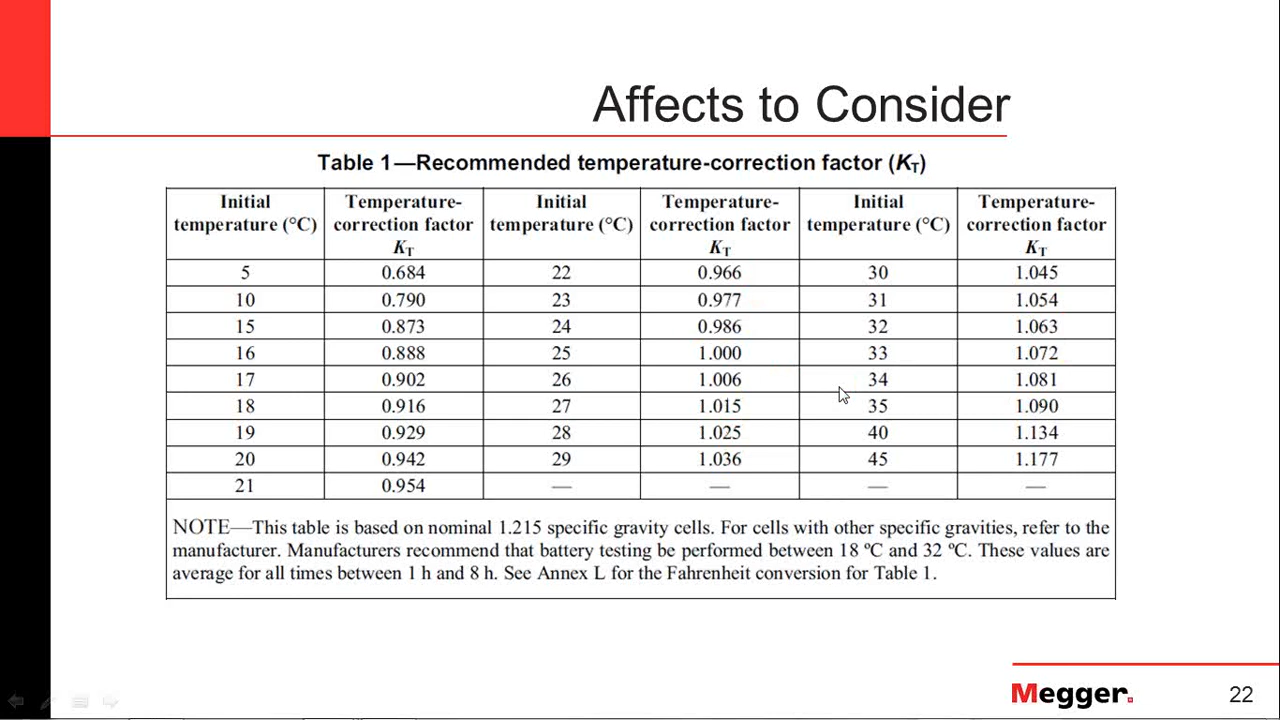 Affects to Consider
Table 1—Recommended temperature-correction factor (KT)
Initial temperature (°C) Temperature-correction factor KT Initial temperature (°C) Temperature-correction factor KT Initial temperature (°C) Temperature-correction factor KT
5 0.684 22 0.966 30 1.045
10 0.790 23 0.977 31 1.054
15 0.873 24 0.986 32 1.063
16 0.888 25 1.000 33 1.072
17 0.902 26 1.006 34 1.081
18 0.916 27 1.015 35 1.090
19 0.929 28 1.025 40 1.134
20 0.942 29 1.036 45 1.177
21 0.954 — — — —
NOTE—This table is based on nominal 1.215 specific gravity cells. For cells with other specific gravities, refer to the
manufacturer. Manufacturers recommend that battery testing be performed between 18 ºC and 32 ºC. These values are
average for all times between 1 h and 8 h. See Annex L for the Fahrenheit conversion for Table 1.
Megger.
22